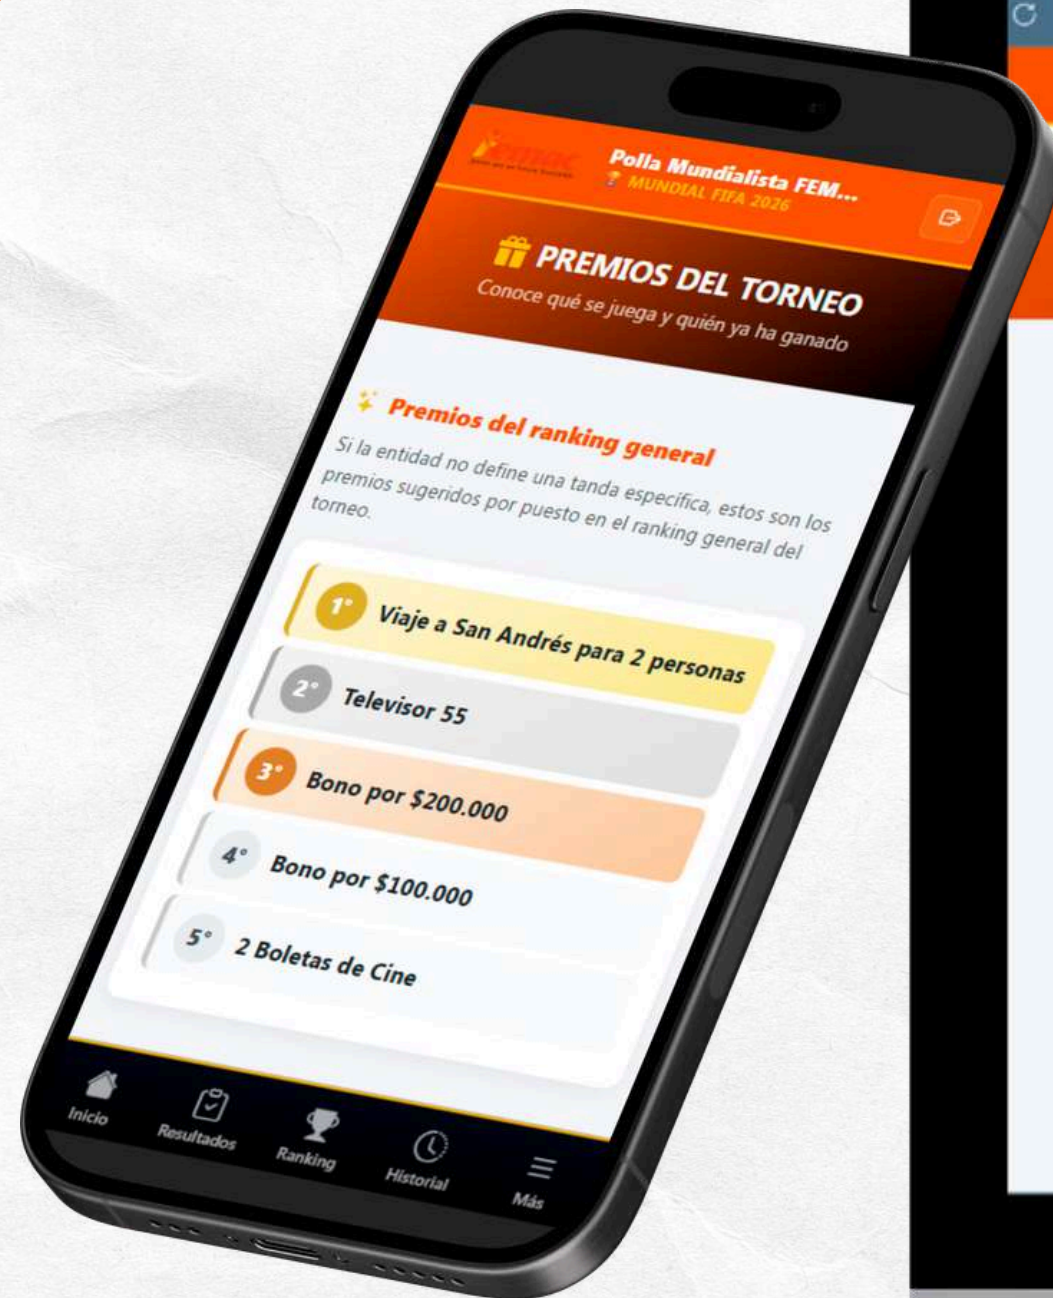 femac
Polla Mundialista FEM...
MUNDIAL FIFA 2026
PREMIOS DEL TORNEO
Conoce qué se juega y quién ya ha ganado
Premios del ranking general
Si la entidad no define una tanda específica, estos son los
premios sugeridos por puesto en el ranking general del
torneo.
1° Viaje a San Andrés para 2 personas
2° Televisor 55
3° Bono por $200.000
4° Bono por $100.000
5° 2 Boletas de Cine
Inicio
Resultados
Ranking
Historial
Más